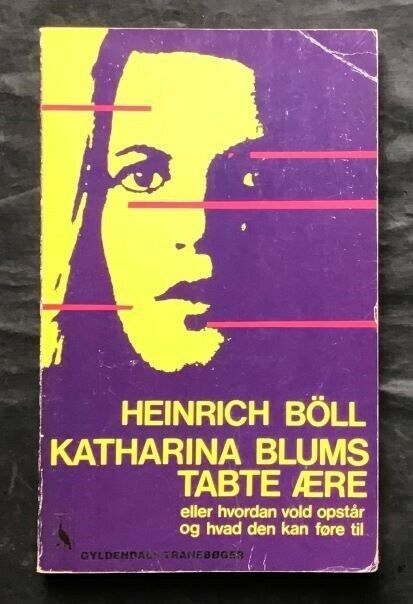 HEINRICH BÖLL
KATHARINA BLUMS
TABTE ÆRE
eller hvordan vold opstår
og hvad den kan føre til
GYLDENDALS TRANEBØGER